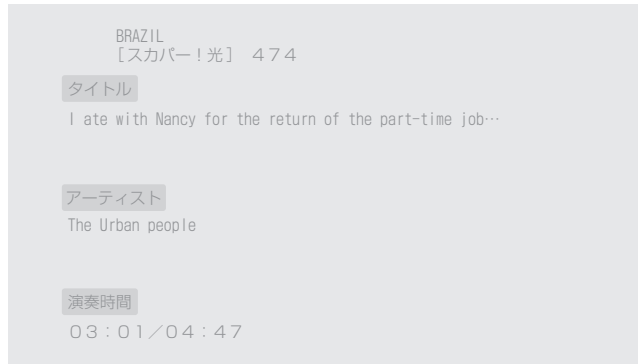 BRAZIL
[スカパー！光] ４７４
タイトル
I ate with Nancy for the return of the part-time job…
アーティスト
The Urban people
演奏時間
０３：０１／０４：４７